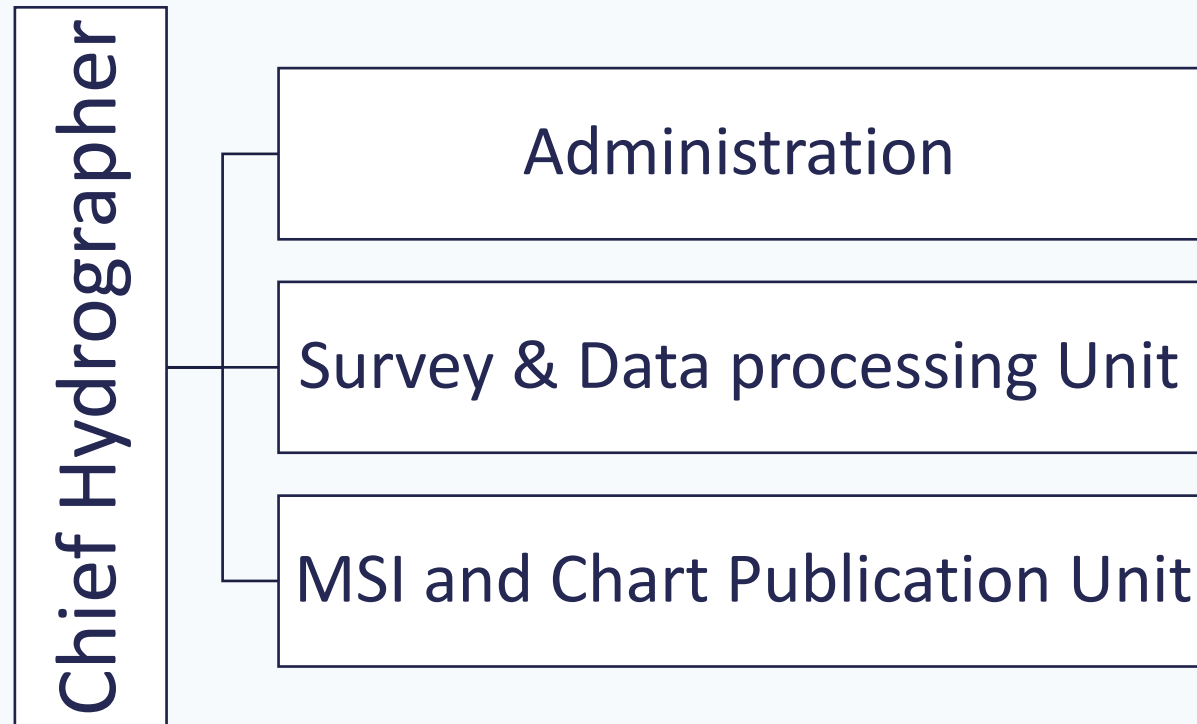 Chief Hydrographer
Administration
Survey & Data processing Unit
MSI and Chart Publication Unit